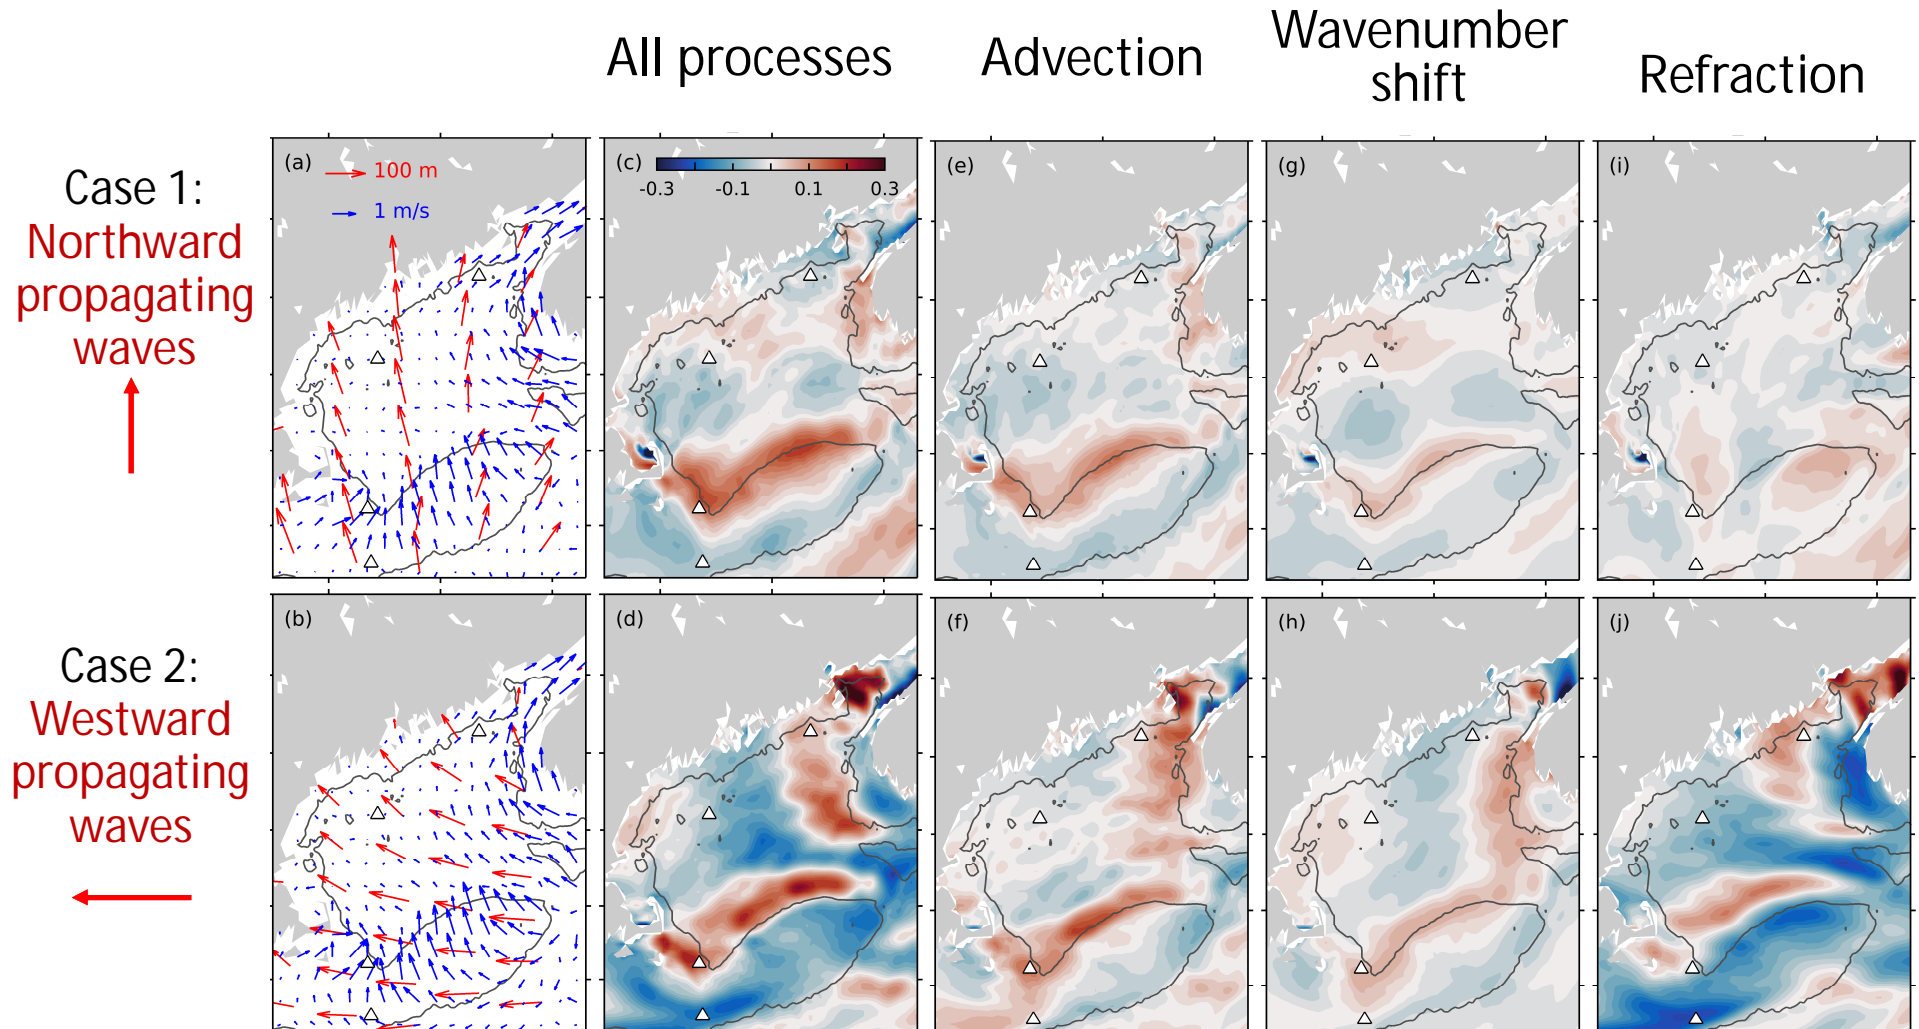 All processes
Advection
Wavenumber
shift
Refraction
Case 1:
Northward
propagating
waves
(a)
100 m
1 m/s
(c)
-0.3
-0.1
0.1
0.3
(e)
(g)
(i)
Case 2:
Westward
propagating
waves
(b)
(d)
(f)
(h)
(j)